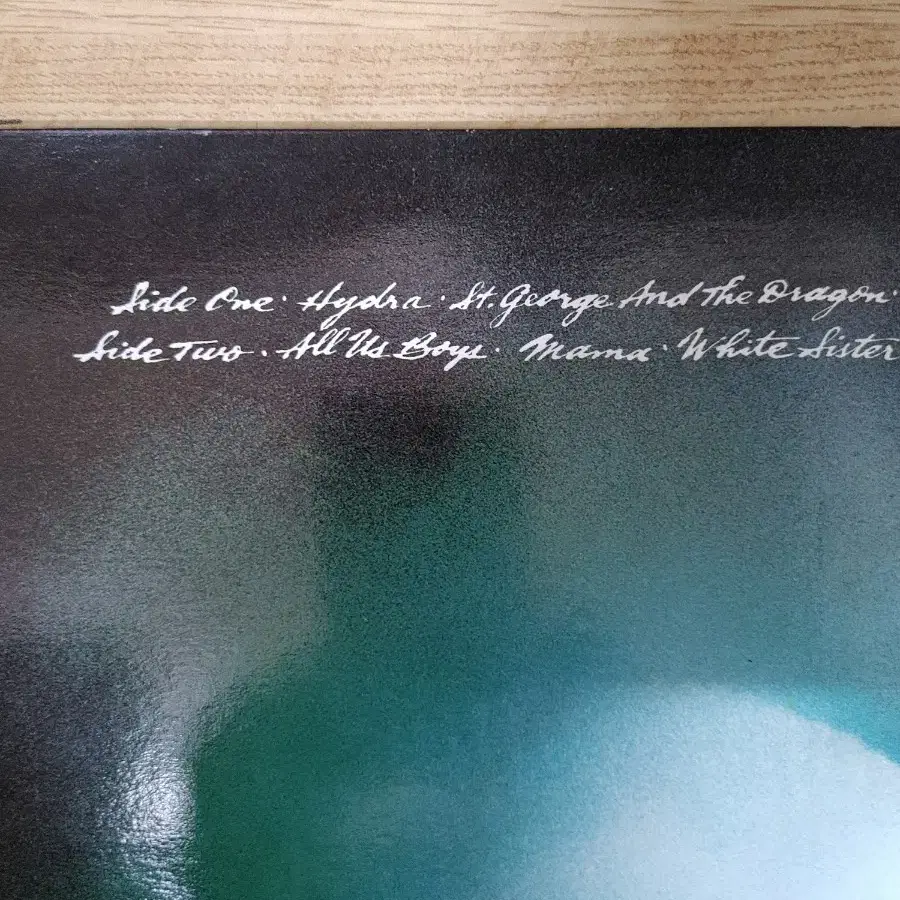 Side One · Hydra · St. George And The Dragon ·
Side Two · All Us Boys · Mama · White Sister